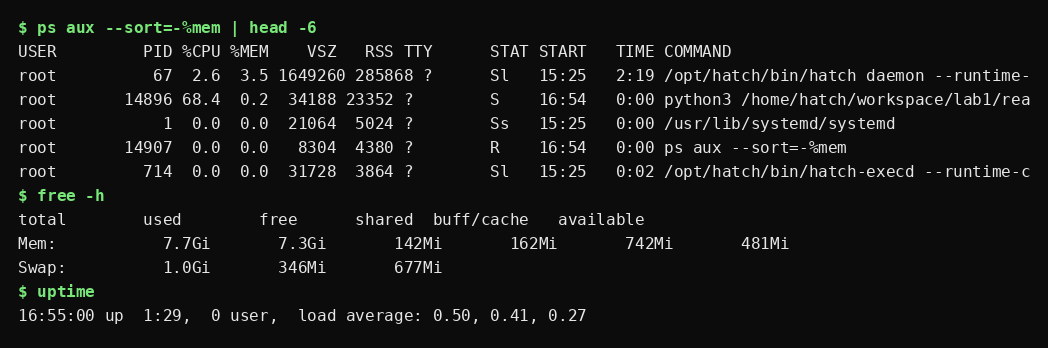 $ ps aux --sort=-%mem | head -6
USER         PID %CPU %MEM    VSZ   RSS TTY      STAT START   TIME COMMAND
root          67  2.6  3.5 1649260 285868 ?      Sl   15:25   2:19 /opt/hatch/bin/hatch daemon --runtime-
root       14896 68.4  0.2  34188 23352 ?        S    16:54   0:00 python3 /home/hatch/workspace/lab1/rea
root           1  0.0  0.0  21064  5024 ?        Ss   15:25   0:00 /usr/lib/systemd/systemd
root       14907  0.0  0.0   8304  4380 ?        R    16:54   0:00 ps aux --sort=-%mem
root         714  0.0  0.0  31728  3864 ?        Sl   15:25   0:02 /opt/hatch/bin/hatch-execd --runtime-c
$ free -h
total        used        free      shared  buff/cache   available
Mem:           7.7Gi       7.3Gi       142Mi       162Mi       742Mi       481Mi
Swap:          1.0Gi       346Mi       677Mi
$ uptime
16:55:00 up  1:29,  0 user,  load average: 0.50, 0.41, 0.27